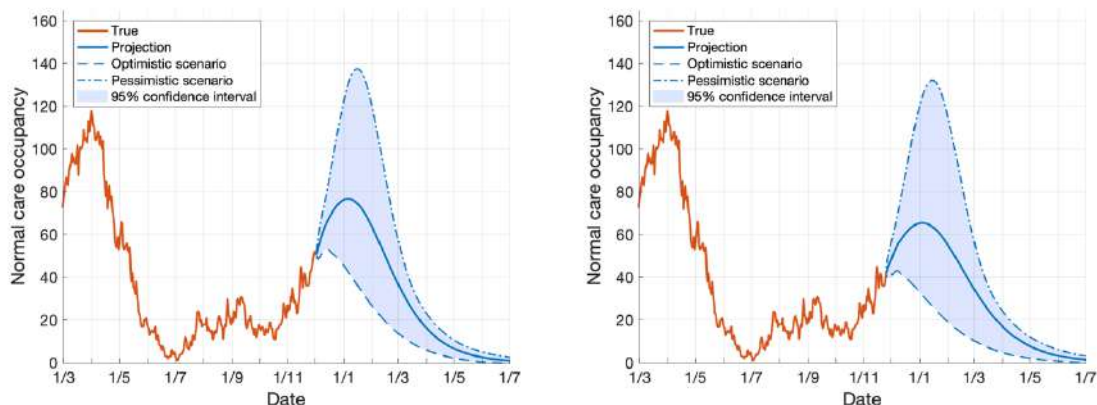 160
140
120
100
80
60
40
20
0
Normal care occupancy
True
Projection
Optimistic scenario
Pessimistic scenario
95% confidence interval
1/3 1/5 1/7 1/9 1/11 1/1 1/3 1/5 1/7
Date
160
140
120
100
80
60
40
20
0
Normal care occupancy
True
Projection
Optimistic scenario
Pessimistic scenario
95% confidence interval
1/3 1/5 1/7 1/9 1/11 1/1 1/3 1/5 1/7
Date